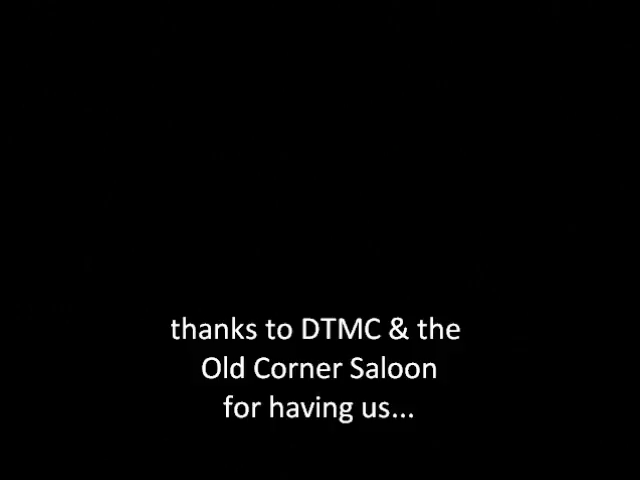 thanks to DTMC & the
Old Corner Saloon
for having us...